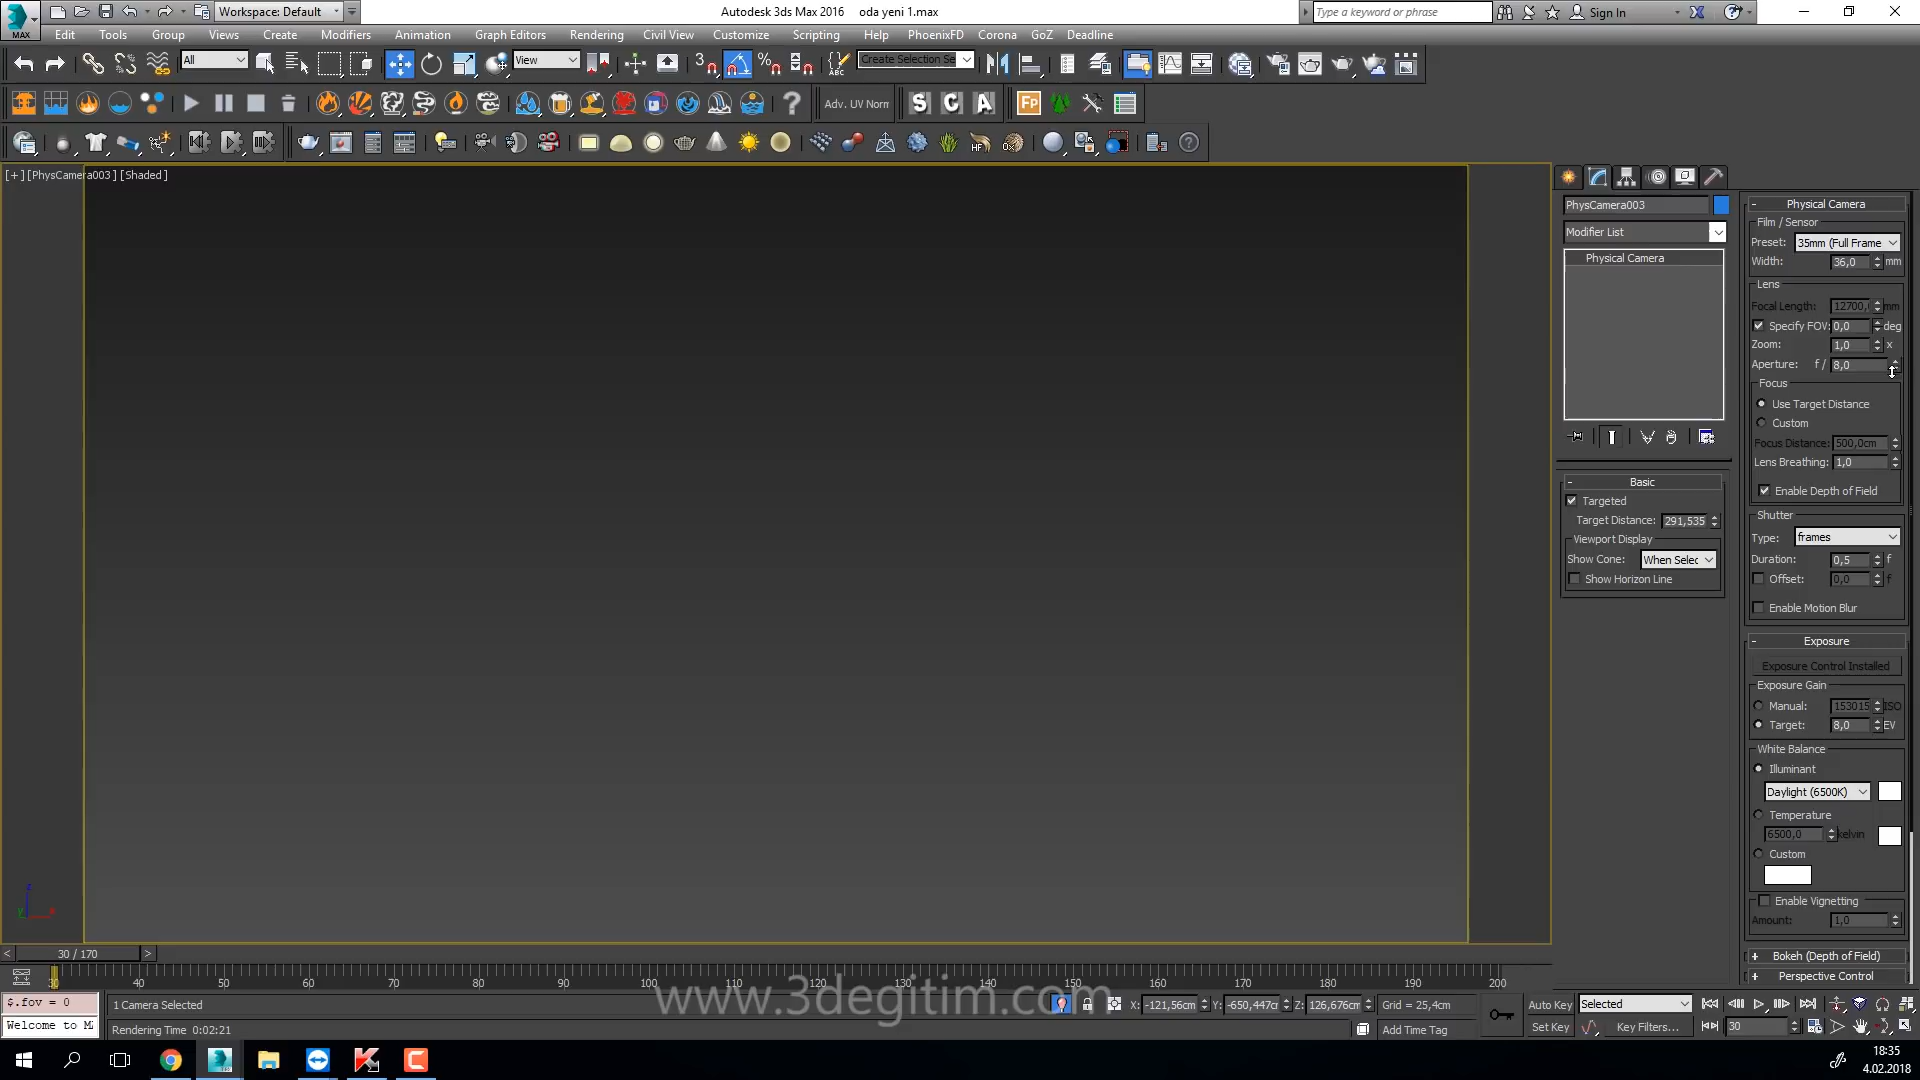 Workspace: Default
Autodesk 3ds Max 2016 oda yeni 1.max
Type a keyword or phrase
Sign In
MAX
Edit Tools Group Views Create Modifiers Animation Graph Editors Rendering Civil View Customize Scripting Help PhoenixFD Corona GoZ Deadline
All
View
3
ABC
Create Selection Se
Adv. UV Norm
S C A
Fp
HF
[+] [PhysCamera003] [Shaded]
PhysCamera003
Modifier List
Physical Camera
Basic
Targeted
Target Distance: 291,535
Viewport Display
Show Cone: When Selec
Show Horizon Line
Physical Camera
Film / Sensor
Preset: 35mm (Full Frame
Width: 36,0 mm
Lens
Focal Length: 12700, mm
Specify FOV: 0,0 deg
Zoom: 1,0 x
Aperture: f / 8,0
Focus
Use Target Distance
Custom
Focus Distance: 500,0cm
Lens Breathing: 1,0
Enable Depth of Field
Shutter
Type: frames
Duration: 0,5 f
Offset: 0,0 f
Enable Motion Blur
Exposure
Exposure Control Installed
Exposure Gain
Manual: 153015 ISO
Target: 8,0 EV
White Balance
Illuminant
Daylight (6500K)
Temperature
6500,0 kelvin
Custom
Enable Vignetting
Amount: 1,0
Bokeh (Depth of Field)
Perspective Control
z
y x
< 30 / 170 >
30 40 50 60 70 80 90 100 110 120 130 140 150 160 170 180 190 200
www.3degitim.com
$.fov = 0
Welcome to M
1 Camera Selected
Rendering Time 0:02:21
X: -121,56cm Y: -650,447c Z: 126,676cm Grid = 25,4cm
Add Time Tag
Auto Key Selected
Set Key Key Filters...
30
18:35
4.02.2018